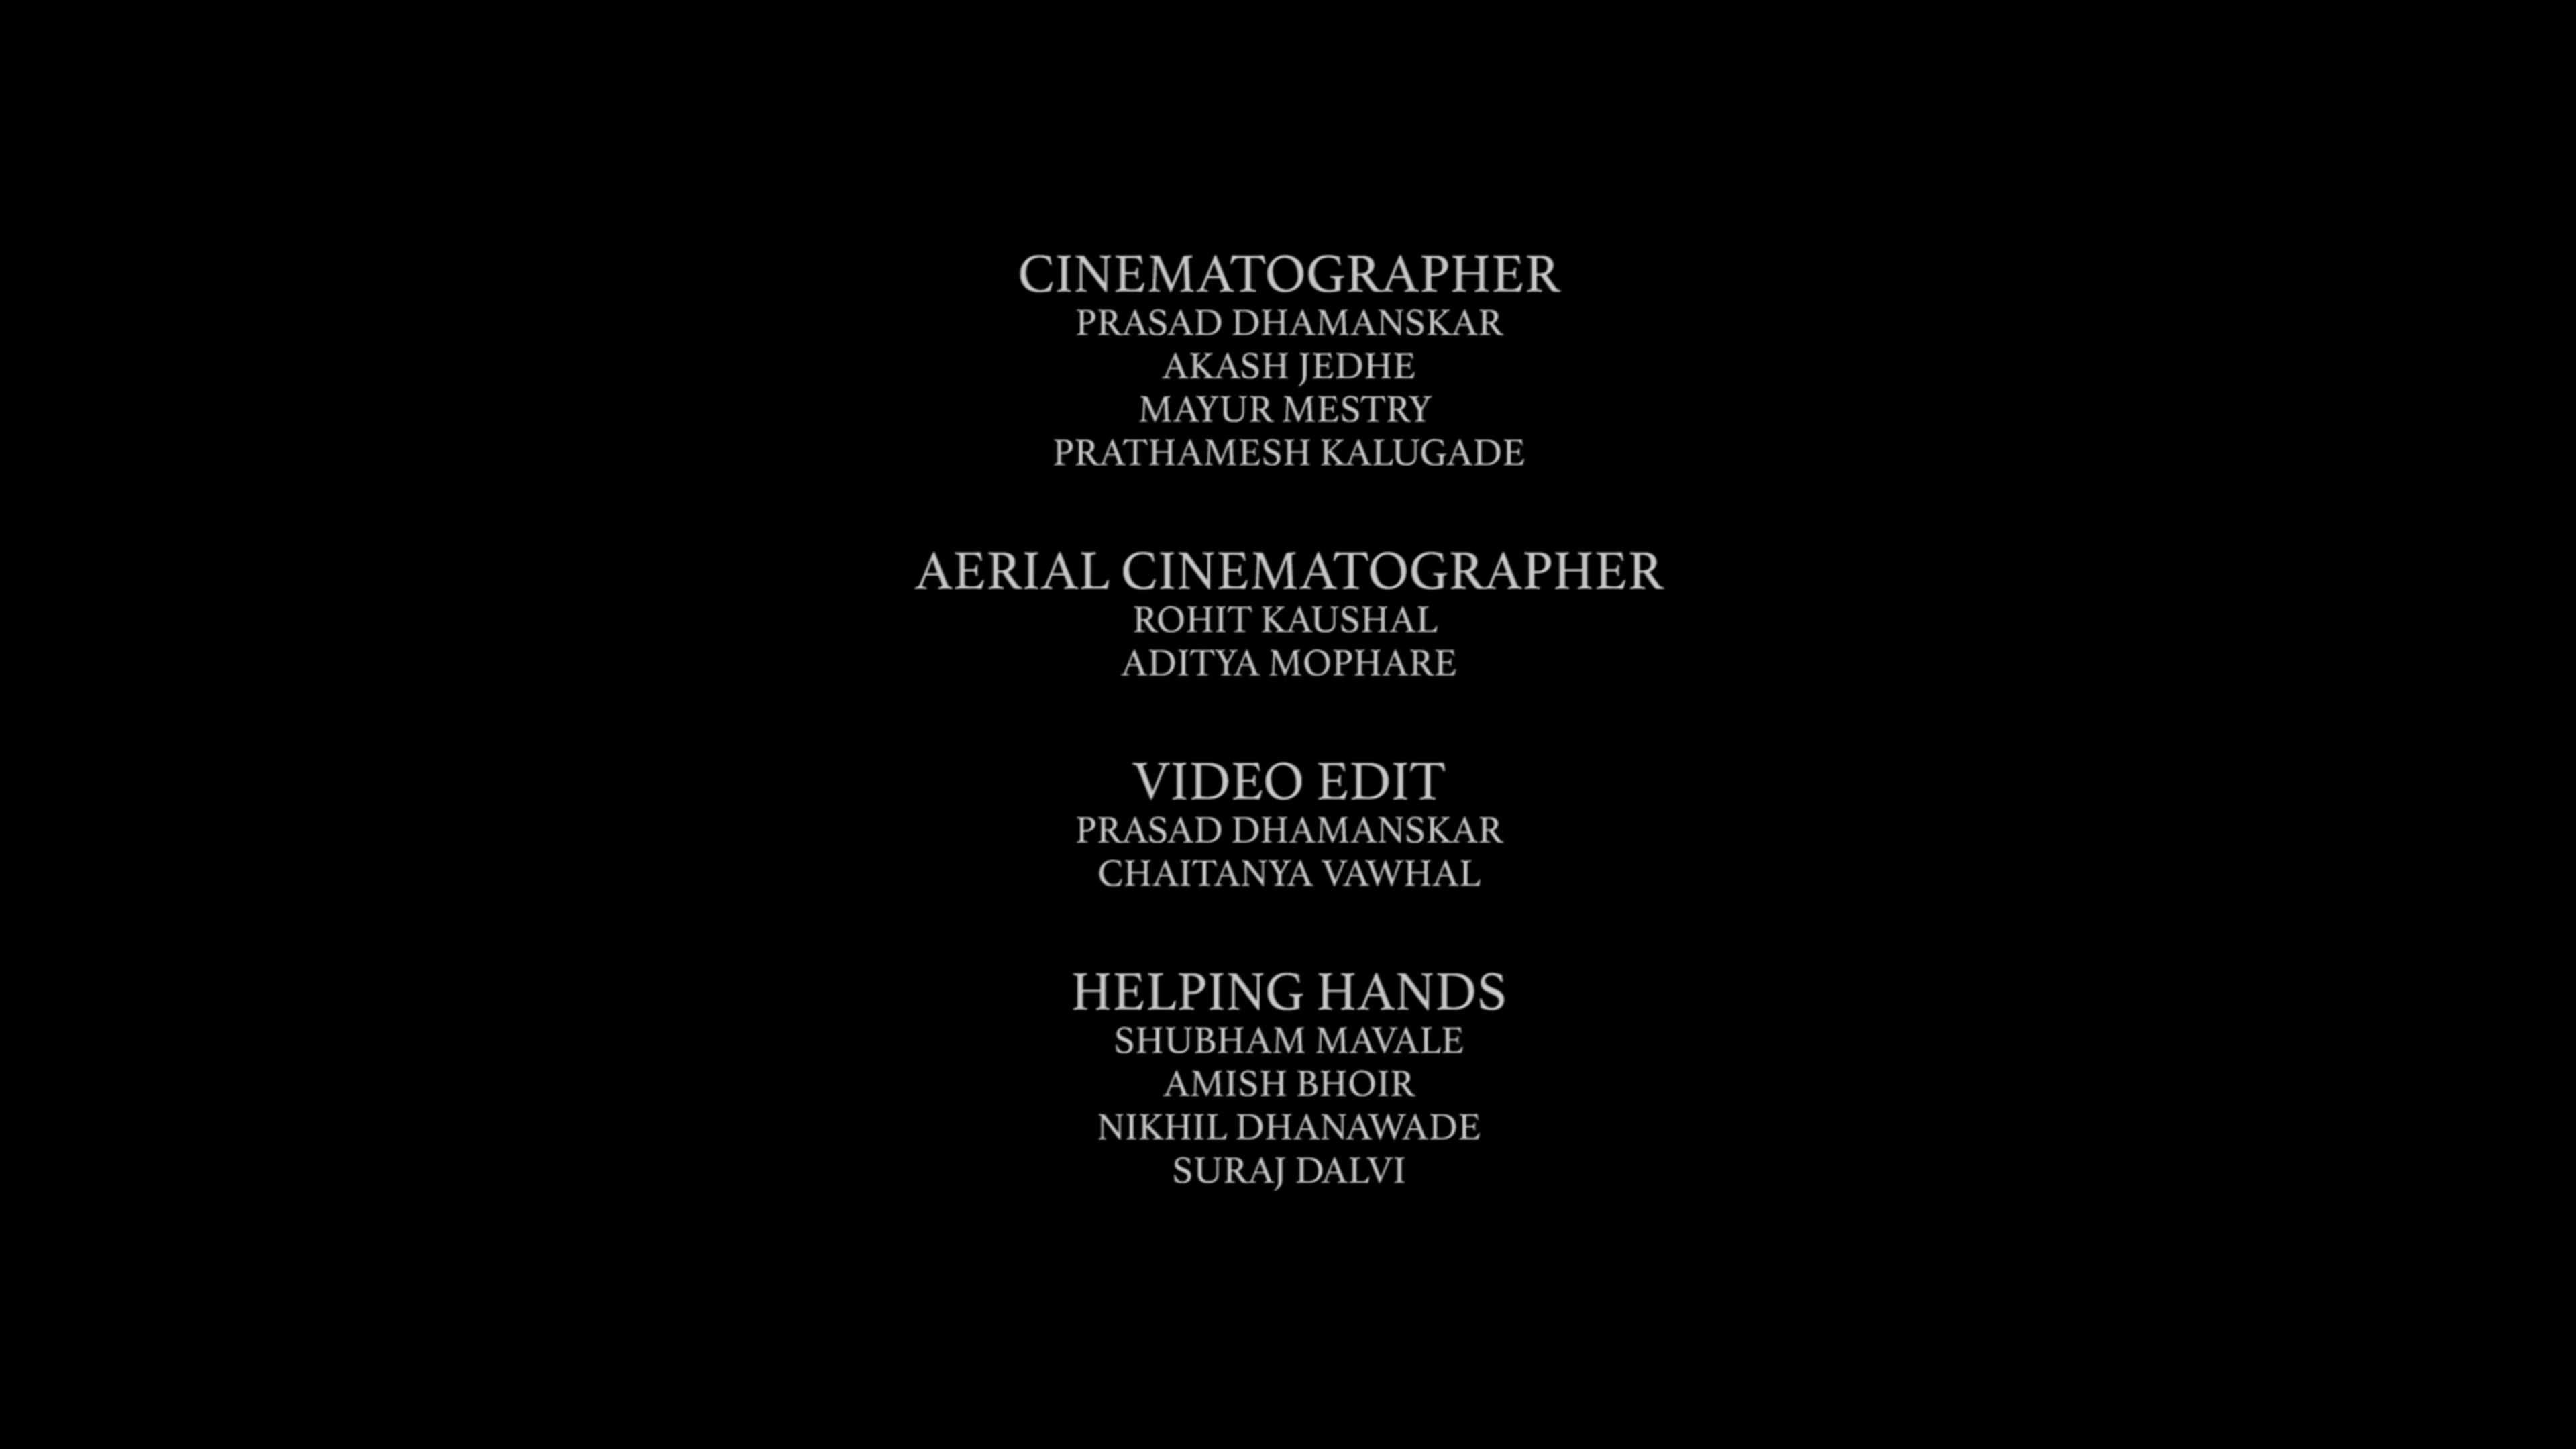 CINEMATOGRAPHER
PRASAD DHAMANSKAR
AKASH JEDHE
MAYUR MESTRY
PRATHAMESH KALUGADE
AERIAL CINEMATOGRAPHER
ROHIT KAUSHAL
ADITYA MOPHARE
VIDEO EDIT
PRASAD DHAMANSKAR
CHAITANYA VAWHAL
HELPING HANDS
SHUBHAM MAVALE
AMISH BHOIR
NIKHIL DHANAWADE
SURAJ DALVI